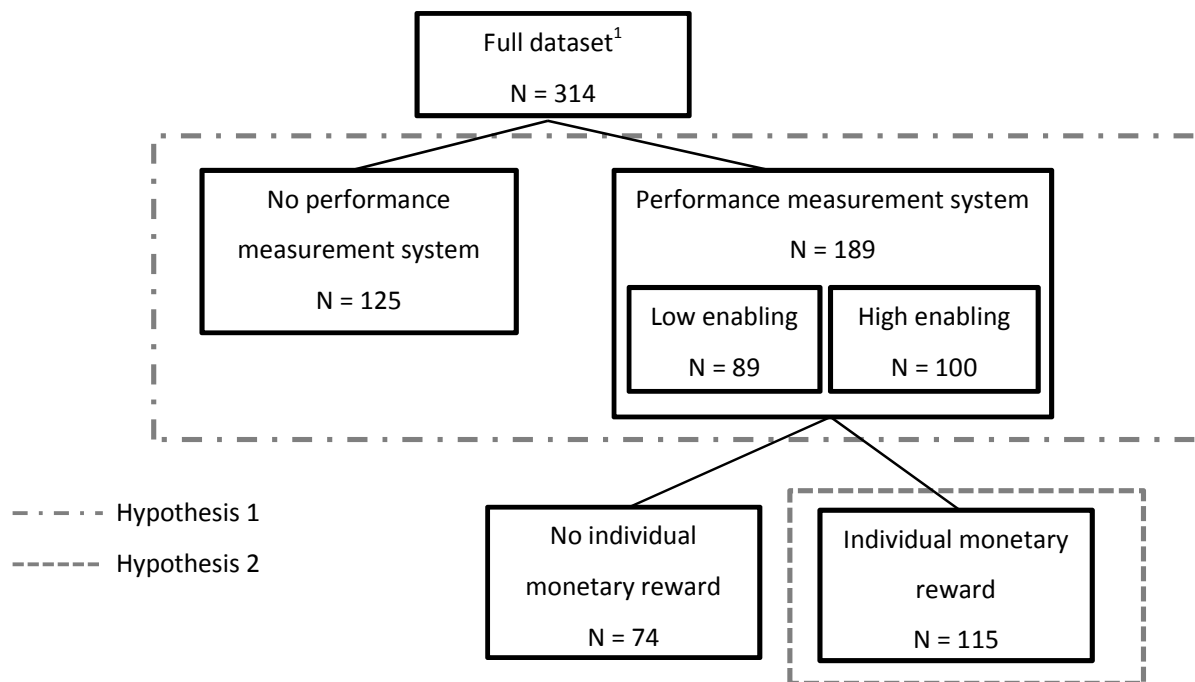 Full dataset1
N = 314
No performance
measurement system
N = 125
Performance measurement system
N = 189
Low enabling
N = 89
High enabling
N = 100
No individual
monetary reward
N = 74
Individual monetary
reward
N = 115
Hypothesis 1
Hypothesis 2